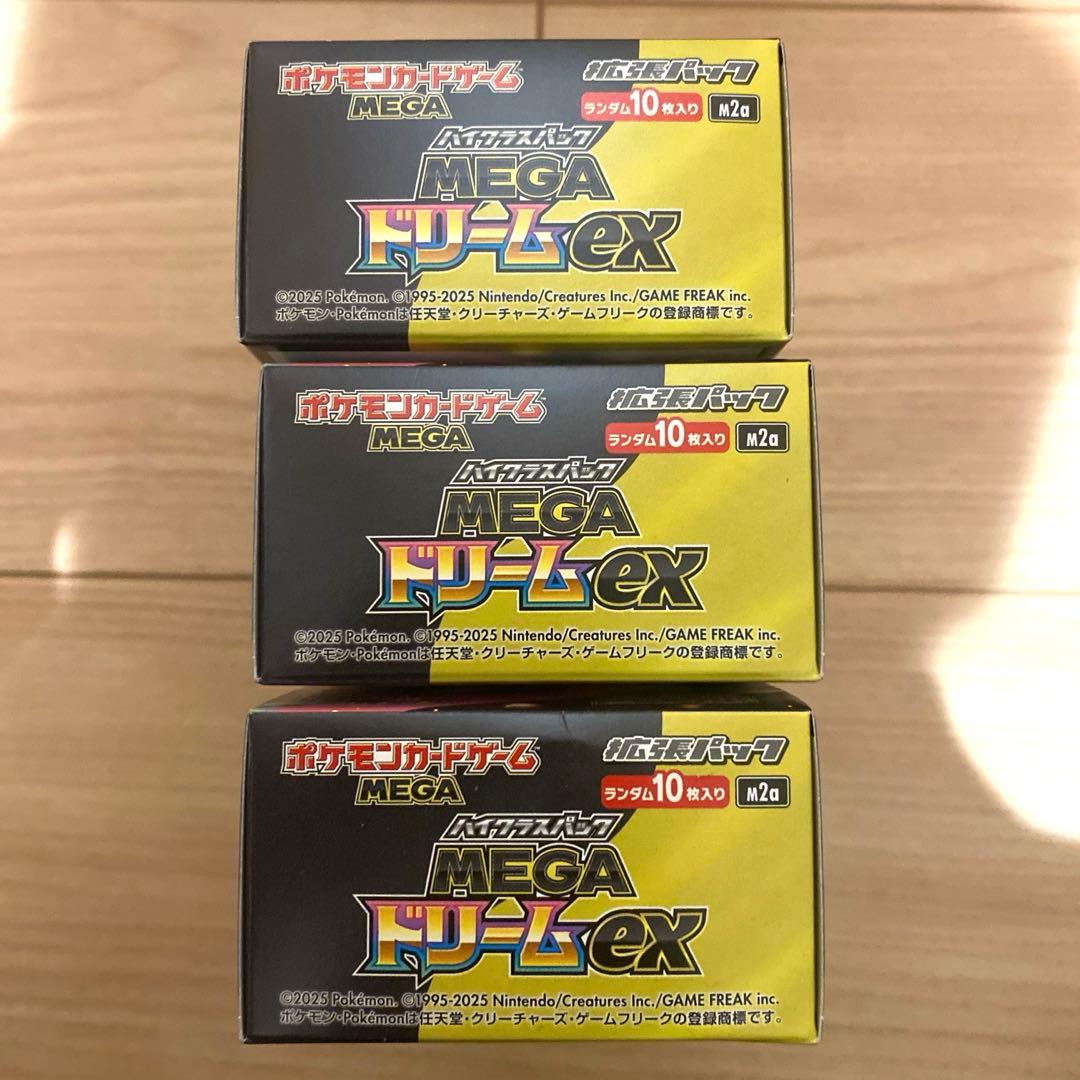 ポケモンカードゲーム
MEGA
拡張パック
ランダム10枚入り M2a
ハイクラスパック
MEGA
ドリームex
©2025 Pokémon. ©1995-2025 Nintendo/Creatures Inc./GAME FREAK inc.
ポケモン・Pokémonは任天堂・クリーチャーズ・ゲームフリークの登録商標です。
ポケモンカードゲーム
MEGA
拡張パック
ランダム10枚入り M2a
ハイクラスパック
MEGA
ドリームex
©2025 Pokémon. ©1995-2025 Nintendo/Creatures Inc./GAME FREAK inc.
ポケモン・Pokémonは任天堂・クリーチャーズ・ゲームフリークの登録商標です。
ポケモンカードゲーム
MEGA
拡張パック
ランダム10枚入り M2a
ハイクラスパック
MEGA
ドリームex
©2025 Pokémon. ©1995-2025 Nintendo/Creatures Inc./GAME FREAK inc.
ポケモン・Pokémonは任天堂・クリーチャーズ・ゲームフリークの登録商標です。